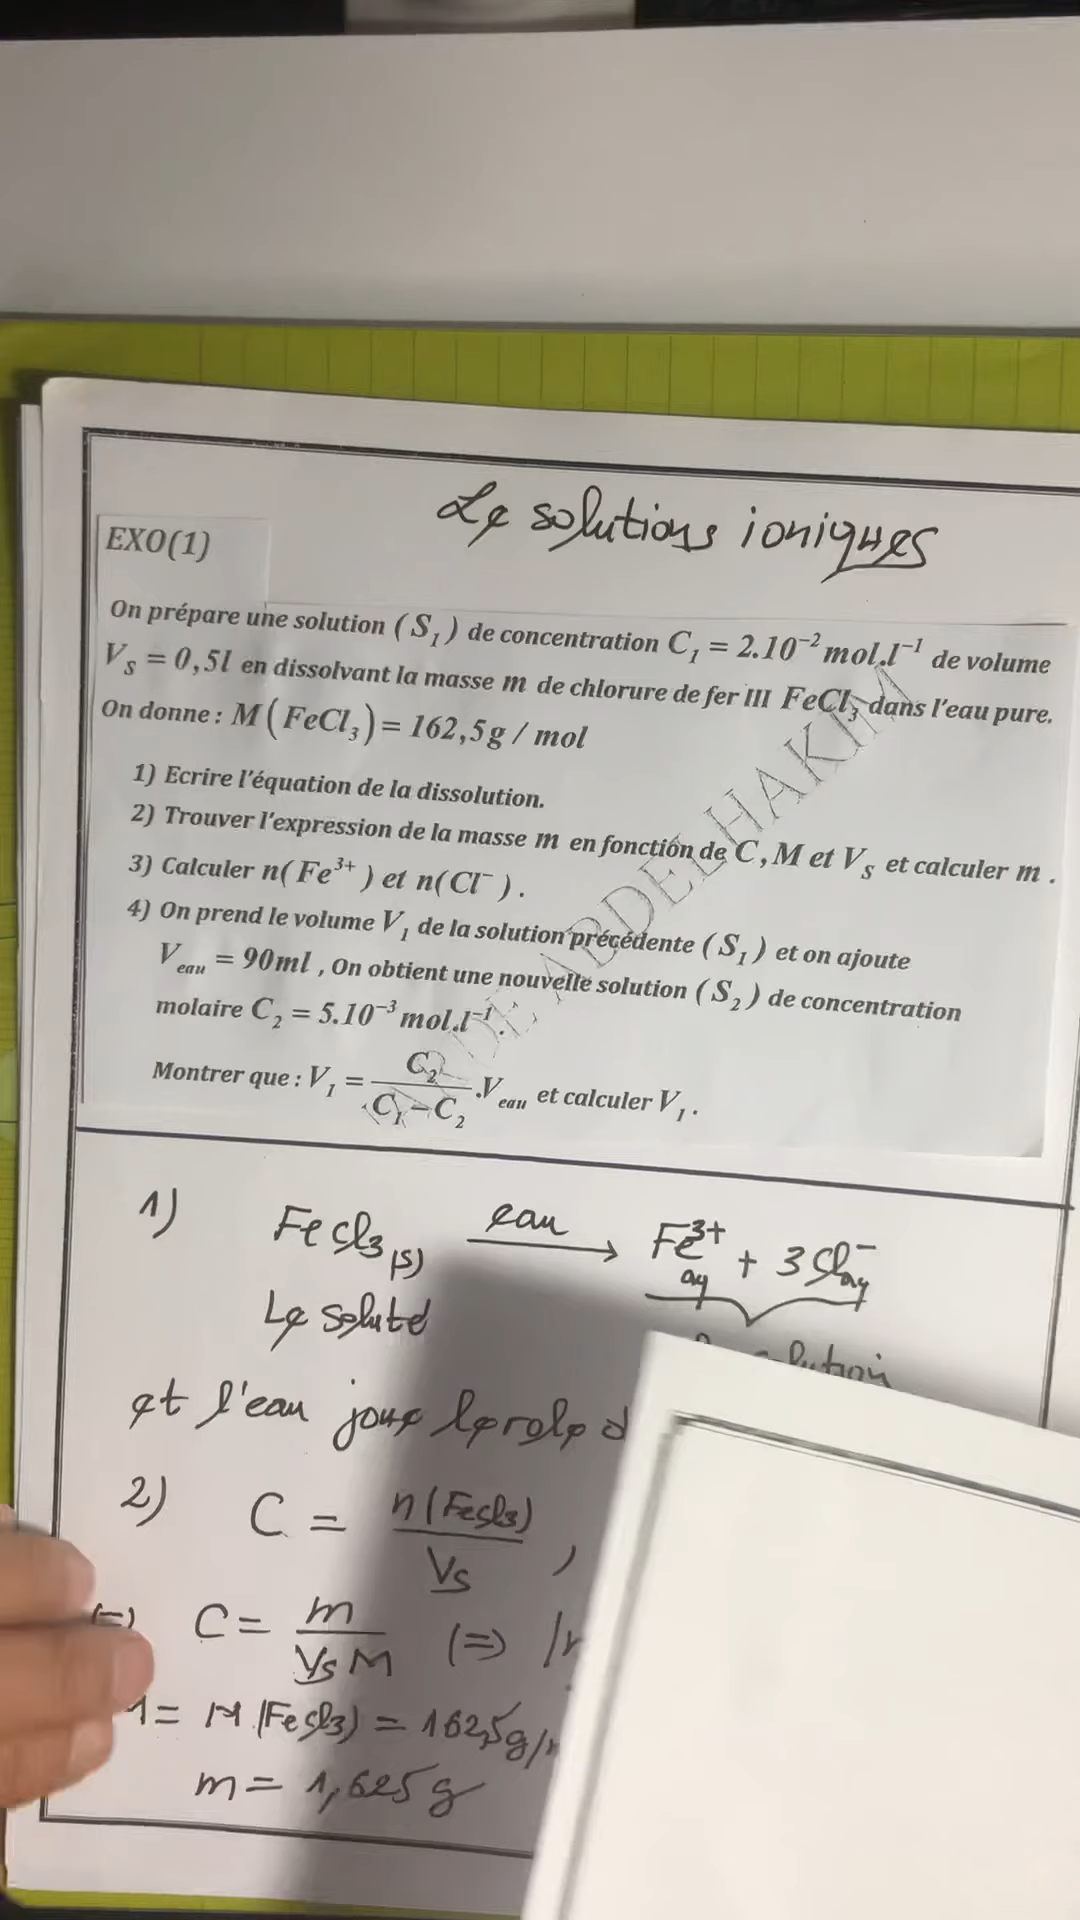 Le solutions ioniques
EXO(1)
On prépare une solution (S₁) de concentration C₁ = 2.10⁻² mol.l⁻¹ de volume
Vₛ = 0,5l en dissolvant la masse m de chlorure de fer III FeCl₃ dans l'eau pure.
On donne : M(FeCl₃) = 162,5g / mol
1) Ecrire l'équation de la dissolution.
2) Trouver l'expression de la masse m en fonction de C, M et Vₛ et calculer m .
3) Calculer n( Fe³⁺ ) et n(Cl⁻ ) .
4) On prend le volume V₁ de la solution précédente (S₁) et on ajoute
Vₑₐᵤ = 90ml , On obtient une nouvelle solution (S₂) de concentration
molaire C₂ = 5.10⁻³ mol.l⁻¹.
Montrer que : V₁ = C₂ / (C₁ − C₂) .Vₑₐᵤ et calculer V₁ .
ABDELHAKIM
1) FeCl₃ (s) eau → Fe³⁺ aq + 3Cl⁻ aq
Le soluté
et l'eau joue le role d
2) C = n(FeCl₃) / Vs ,
C = m / Vs M (=)
= M(FeCl₃) = 162,5g/
m = 1,625 g